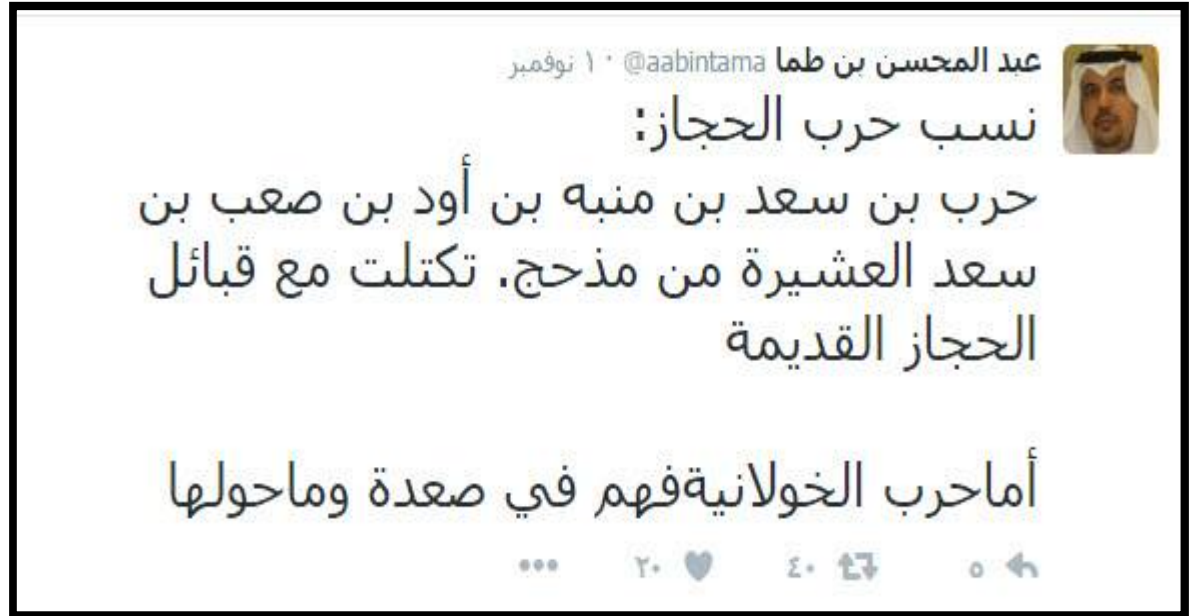 عبد المحسن بن طما @aabintama · ١ نوفمبر
نسب حرب الحجاز:
حرب بن سعد بن منبه بن أود بن صعب بن
سعد العشيرة من مذحج. تكتلت مع قبائل
الحجاز القديمة
أماحرب الخولانيةفهم في صعدة وماحولها
٥ ٤٠ ٢٠